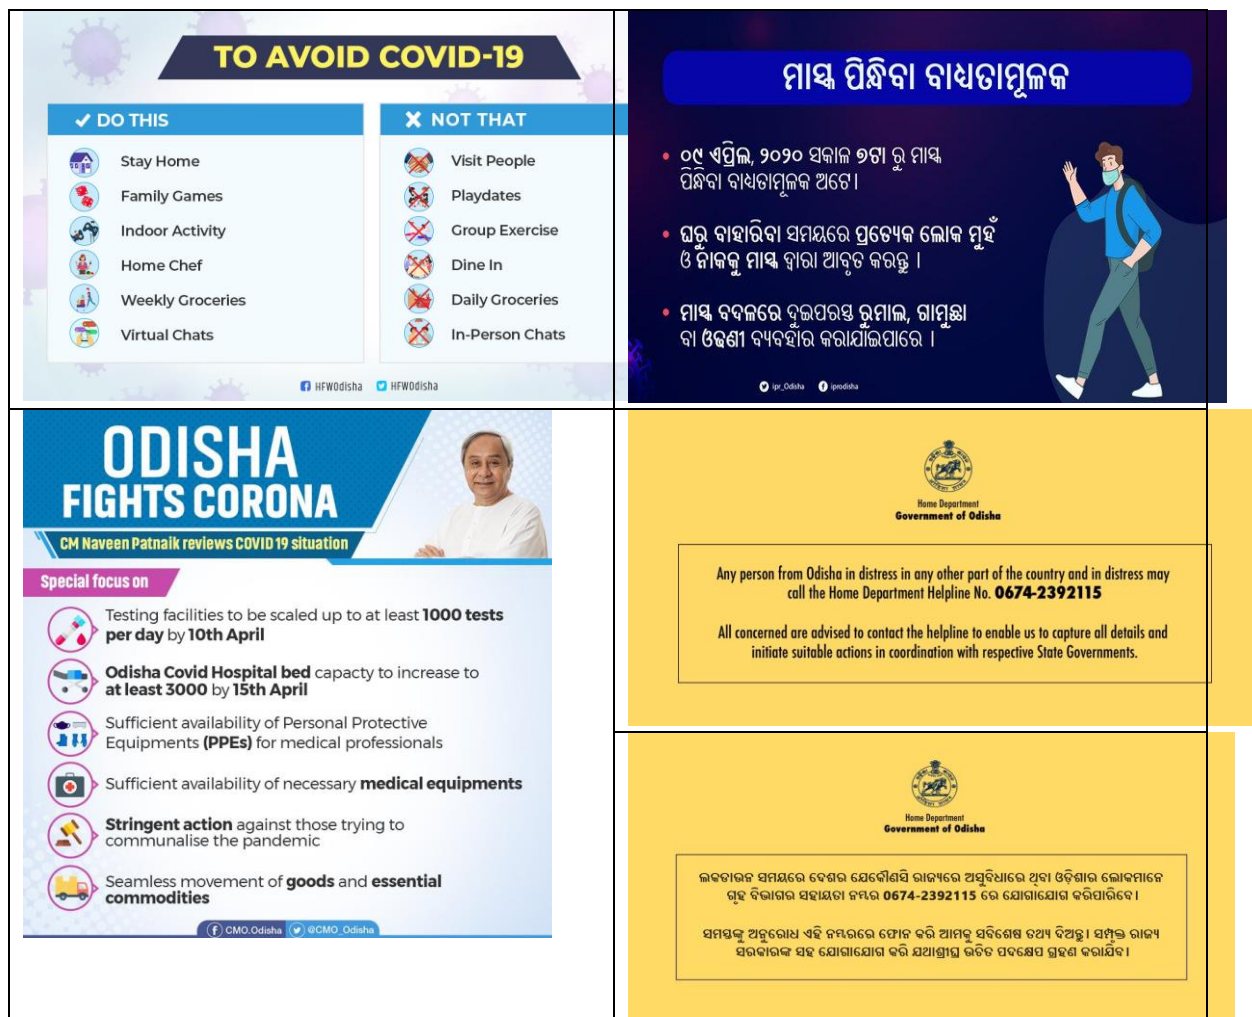 TO AVOID COVID-19
✓ DO THIS
Stay Home
Family Games
Indoor Activity
Home Chef
Weekly Groceries
Virtual Chats
✗ NOT THAT
Visit People
Playdates
Group Exercise
Dine In
Daily Groceries
In-Person Chats
HFWOdisha HFWOdisha
ମାସ୍କ ପିନ୍ଧିବା ବାଧ୍ୟତାମୂଳକ
• ୦୯ ଏପ୍ରିଲ, ୨୦୨୦ ସକାଳ ୭ଟା ରୁ ମାସ୍କ
ପିନ୍ଧିବା ବାଧ୍ୟତାମୂଳକ ଅଟେ।
• ଘରୁ ବାହାରିବା ସମୟରେ ପ୍ରତ୍ୟେକ ଲୋକ ମୁହଁ
ଓ ନାକକୁ ମାସ୍କ ଦ୍ୱାରା ଆବୃତ କରନ୍ତୁ ।
• ମାସ୍କ ବଦଳରେ ଦୁଇପରସ୍ତ ରୁମାଲ, ଗାମୁଛା
ବା ଓଢଣୀ ବ୍ୟବହାର କରାଯାଇପାରେ ।
ipr_Odisha iprodisha
ODISHA
FIGHTS CORONA
CM Naveen Patnaik reviews COVID 19 situation
Special focus on
Testing facilities to be scaled up to at least 1000 tests
per day by 10th April
Odisha Covid Hospital bed capacity to increase to
at least 3000 by 15th April
Sufficient availability of Personal Protective
Equipments (PPEs) for medical professionals
Sufficient availability of necessary medical equipments
Stringent action against those trying to
communalise the pandemic
Seamless movement of goods and essential
commodities
CMO.Odisha @CMO_Odisha
Home Department
Government of Odisha
Any person from Odisha in distress in any other part of the country and in distress may
call the Home Department Helpline No. 0674-2392115
All concerned are advised to contact the helpline to enable us to capture all details and
initiate suitable actions in coordination with respective State Governments.
Home Department
Government of Odisha
ଲକଡାଉନ ସମୟରେ ଦେଶର ଯେକୌଣସି ରାଜ୍ୟରେ ଅସୁବିଧାରେ ଥିବା ଓଡ଼ିଶାର ଲୋକମାନେ
ଗୃହ ବିଭାଗର ସହାୟତା ନମ୍ବର 0674-2392115 ରେ ଯୋଗାଯୋଗ କରିପାରିବେ।
ସମସ୍ତଙ୍କୁ ଅନୁରୋଧ ଏହି ନମ୍ବରରେ ଫୋନ କରି ଆମକୁ ସବିଶେଷ ତଥ୍ୟ ଦିଅନ୍ତୁ। ସମ୍ପୃକ୍ତ ରାଜ୍ୟ
ସରକାରଙ୍କ ସହ ଯୋଗାଯୋଗ କରି ଯଥାଶୀଘ୍ର ଉଚିତ ପଦକ୍ଷେପ ଗ୍ରହଣ କରାଯିବ।